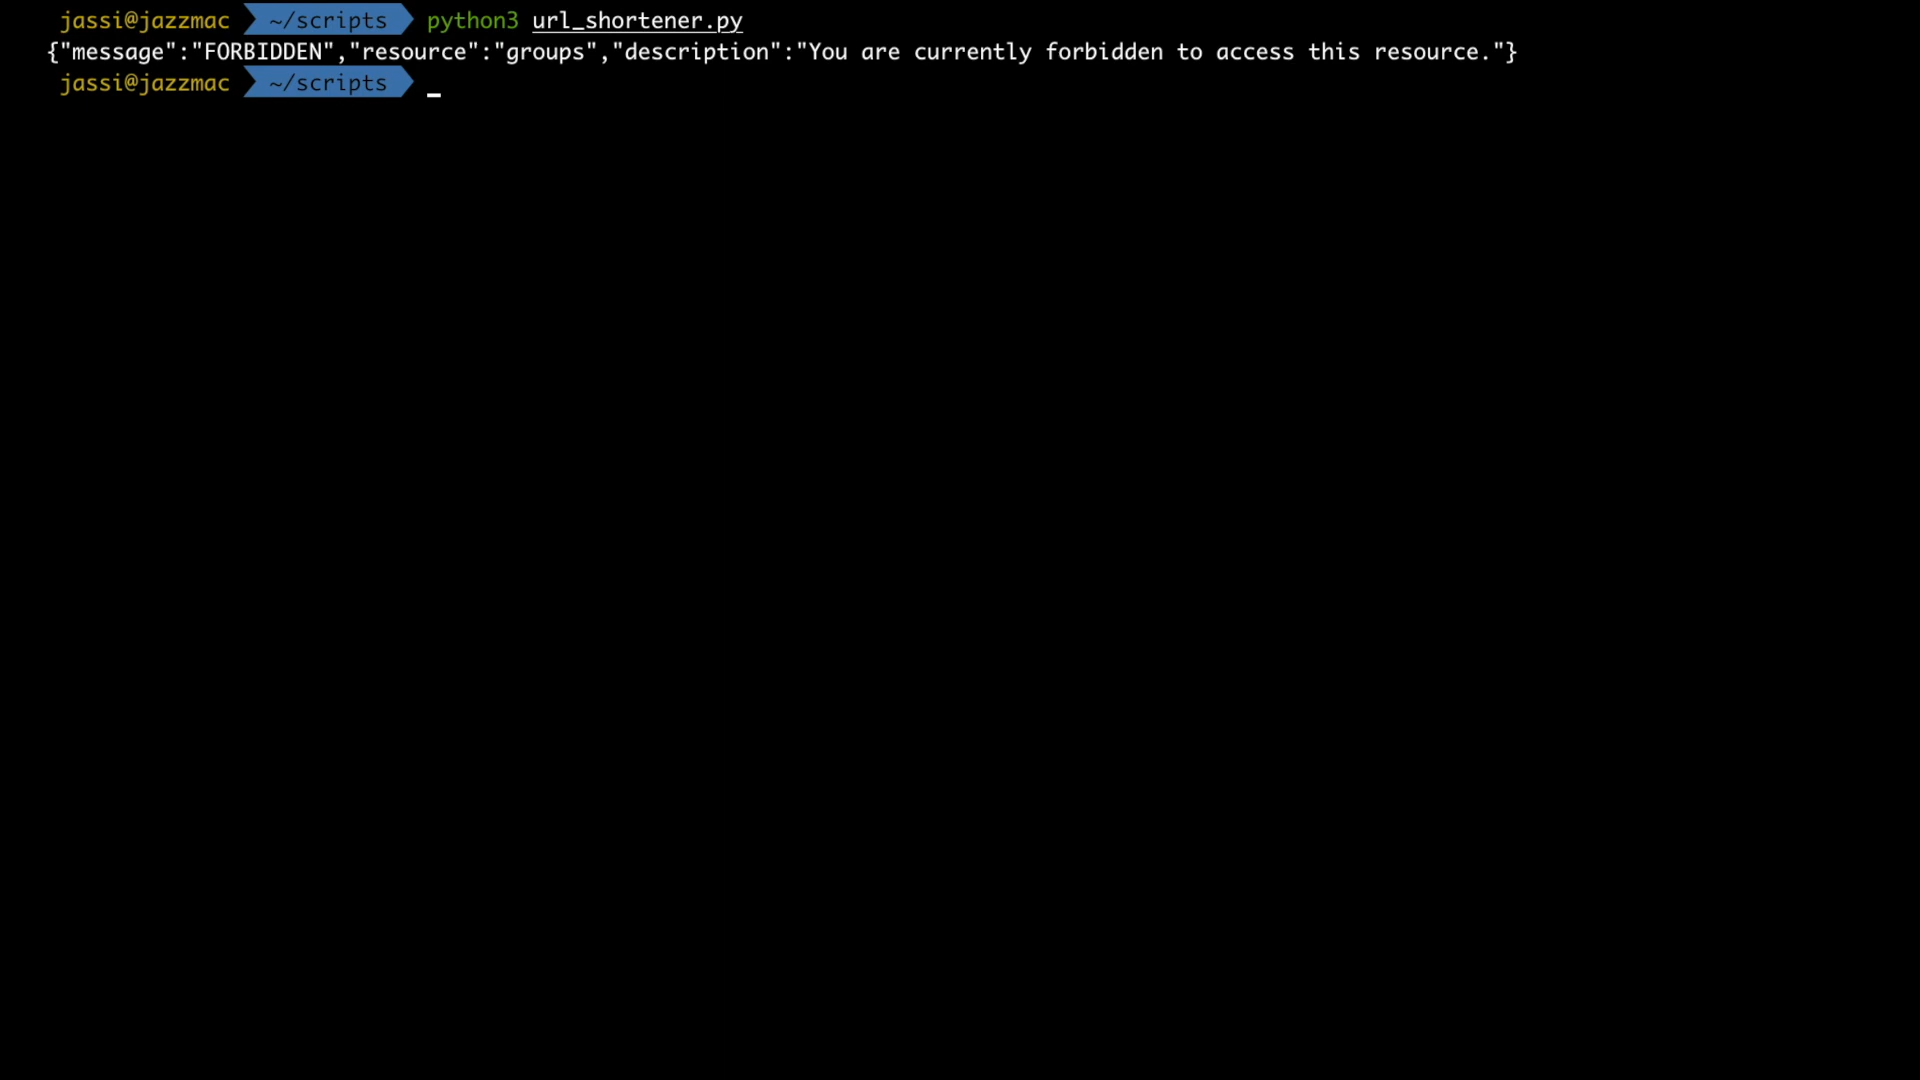 jassi@jazzmac ~/scripts python3 url_shortener.py
{"message":"FORBIDDEN","resource":"groups","description":"You are currently forbidden to access this resource."}
jassi@jazzmac ~/scripts